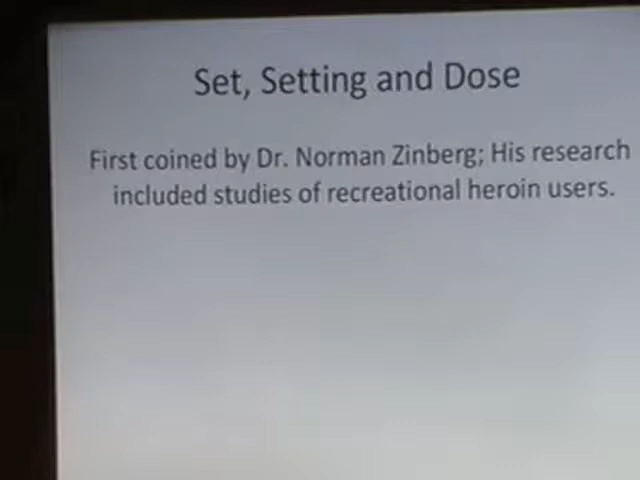 Set, Setting and Dose
First coined by Dr. Norman Zinberg; His research
included studies of recreational heroin users.